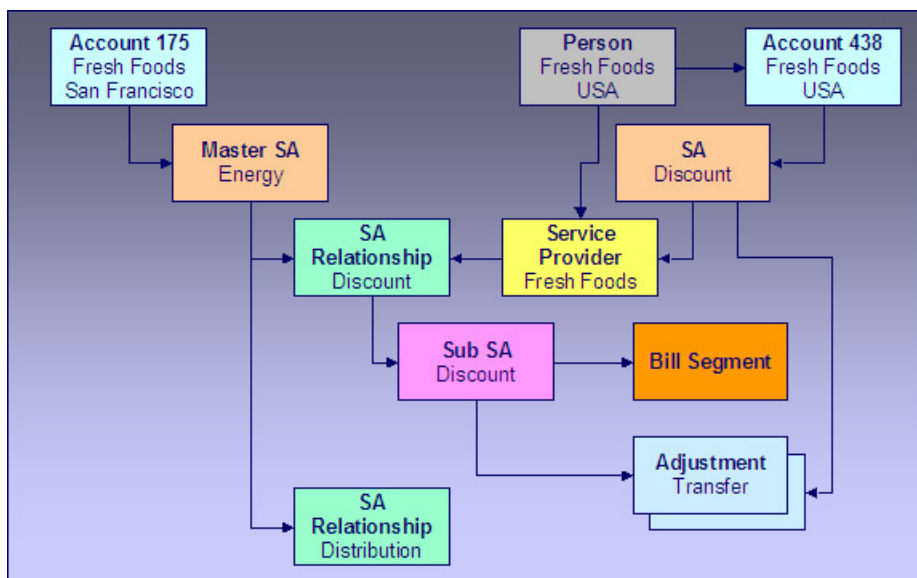 Account 175
Fresh Foods
San Francisco
Person
Fresh Foods
USA
Account 438
Fresh Foods
USA
Master SA
Energy
SA
Discount
SA
Relationship
Discount
Service
Provider
Fresh Foods
Sub SA
Discount
Bill Segment
Adjustment
Transfer
SA
Relationship
Distribution